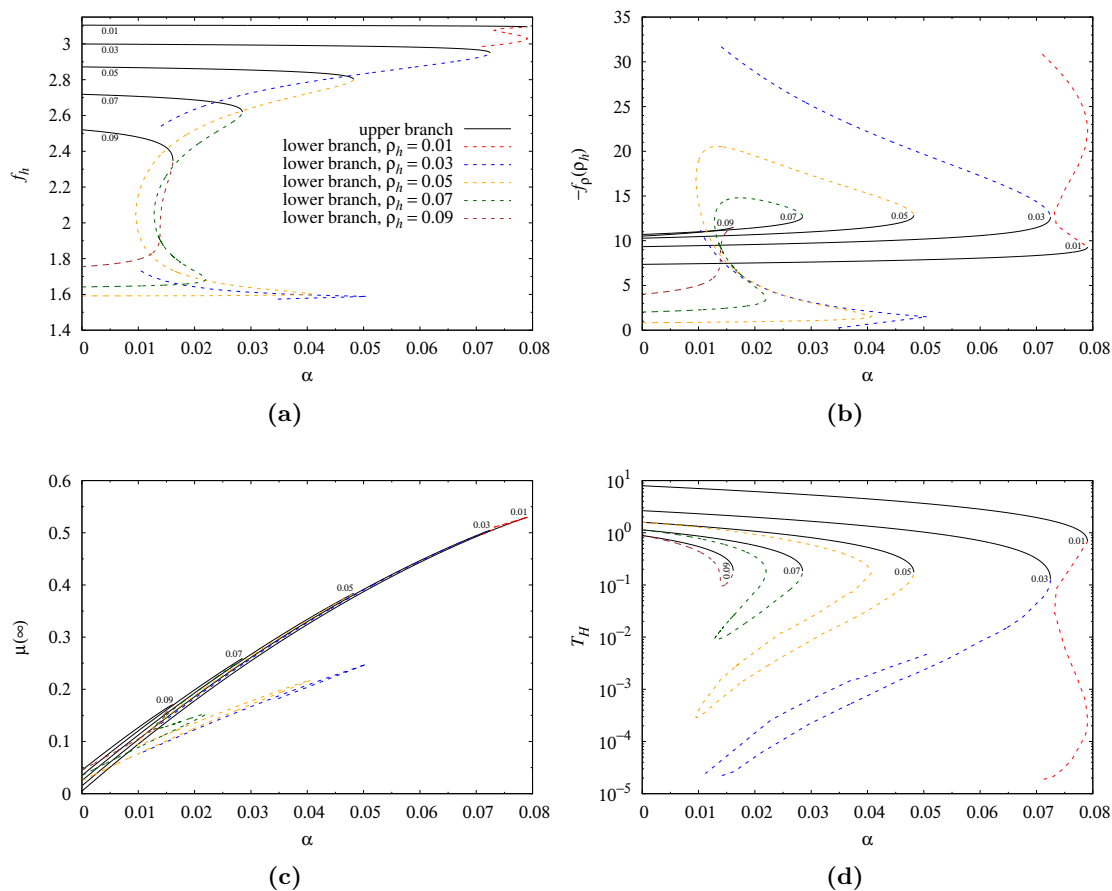 0.01
0.03
0.05
0.07
0.09
upper branch
lower branch, ρh = 0.01
lower branch, ρh = 0.03
lower branch, ρh = 0.05
lower branch, ρh = 0.07
lower branch, ρh = 0.09
fh
3
2.8
2.6
2.4
2.2
2
1.8
1.6
1.4
0 0.01 0.02 0.03 0.04 0.05 0.06 0.07 0.08
α
(a)
−fρ(ρh)
35
30
25
20
15
10
5
0
0.09
0.07
0.05
0.03
0.01
0 0.01 0.02 0.03 0.04 0.05 0.06 0.07 0.08
α
(b)
μ(∞)
0.6
0.5
0.4
0.3
0.2
0.1
0
0.01
0.03
0.05
0.07
0.09
0 0.01 0.02 0.03 0.04 0.05 0.06 0.07 0.08
α
(c)
TH
10^1
10^0
10^-1
10^-2
10^-3
10^-4
10^-5
0.01
0.09
0.07
0.05
0.03
0 0.01 0.02 0.03 0.04 0.05 0.06 0.07 0.08
α
(d)